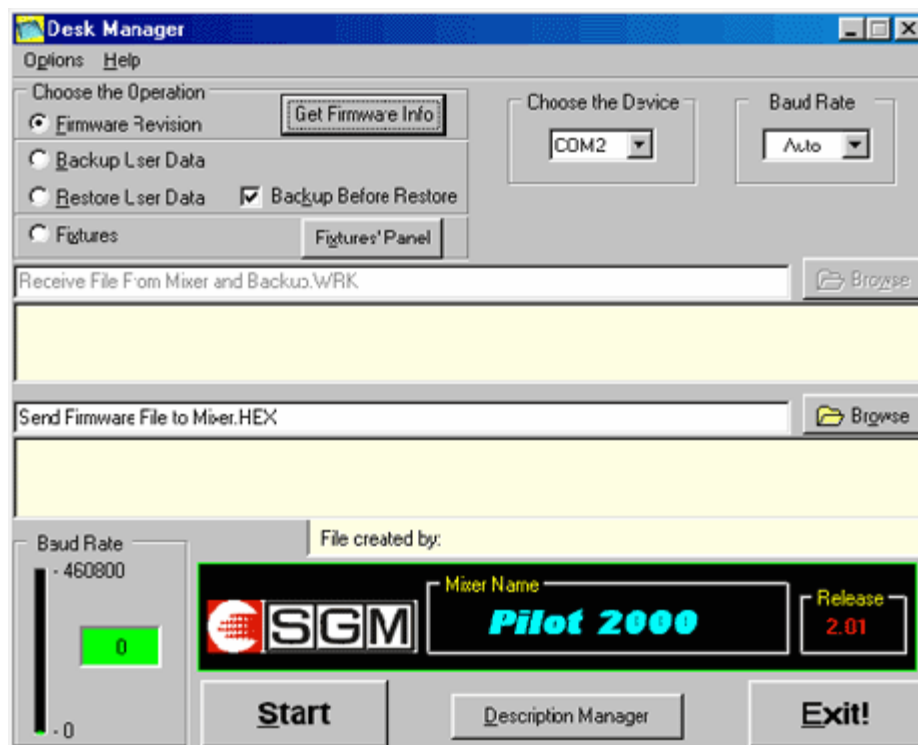 Desk Manager
Options Help
Choose the Operation
Firmware Revision
Get Firmware Info
Backup User Data
Restore User Data
Backup Before Restore
Fixtures
Fixtures' Panel
Choose the Device
COM2
Baud Rate
Auto
Receive File From Mixer and Backup.WRK
Browse
Send Firmware File to Mixer.HEX
Browse
File created by:
Baud Rate
- 460800
0
- 0
SGM
Mixer Name
Pilot 2000
Release
2.01
Start
Description Manager
Exit!